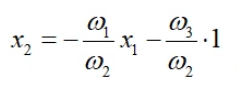 x₂ = −ω₁/ω₂ x₁ − ω₃/ω₂ · 1